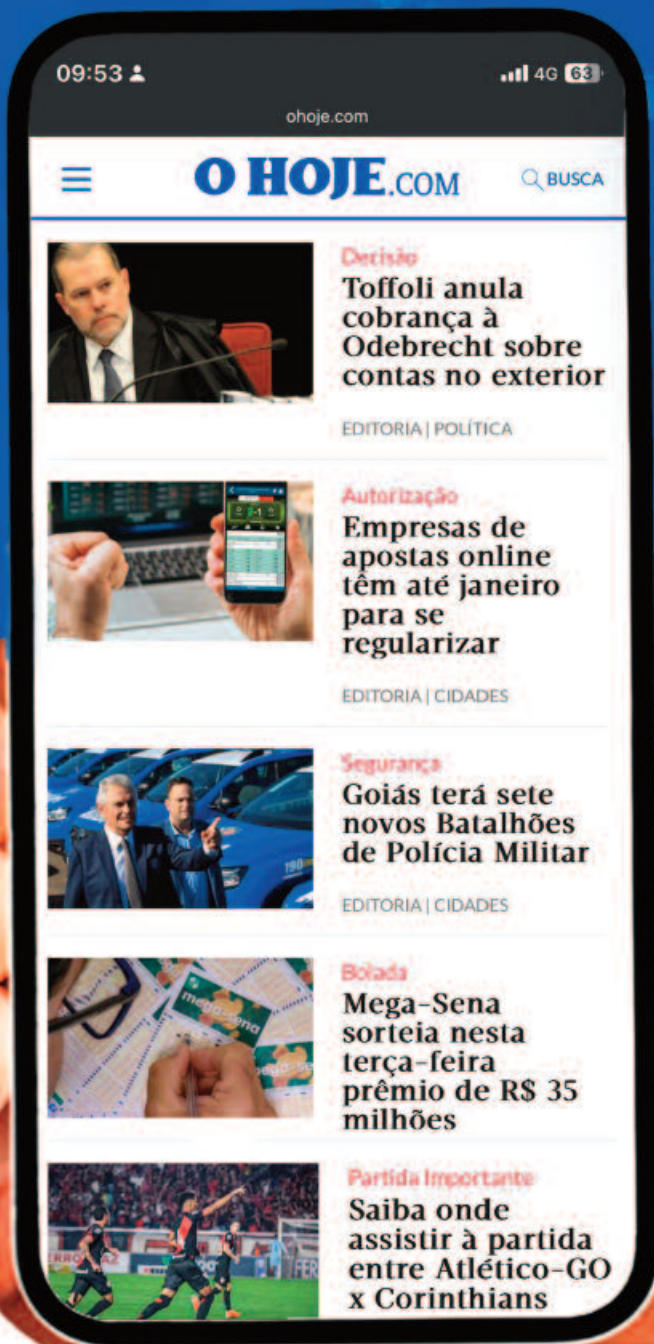 09:53
4G 63
ohoje.com
O HOJE.COM
BUSCA
Decisão
Toffoli anula
cobrança à
Odebrecht sobre
contas no exterior
EDITORIA | POLÍTICA
Autorização
Empresas de
apostas online
têm até janeiro
para se
regularizar
EDITORIA | CIDADES
Segurança
Goiás terá sete
novos Batalhões
de Polícia Militar
190
EDITORIA | CIDADES
Bolada
Mega-Sena
sorteia nesta
terça-feira
prêmio de R$ 35
milhões
mega-sena
Partida Importante
Saiba onde
assistir à partida
entre Atlético-GO
x Corinthians